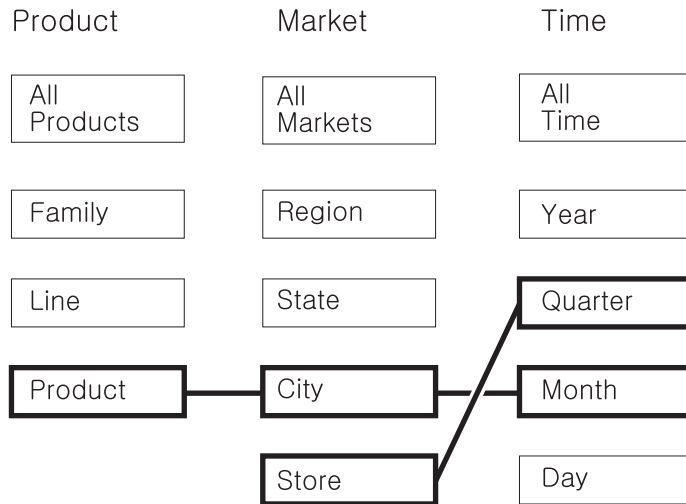 Product Market Time
All
Products
All
Markets
All
Time
Family Region Year
Line State Quarter
Product City Month
Store Day